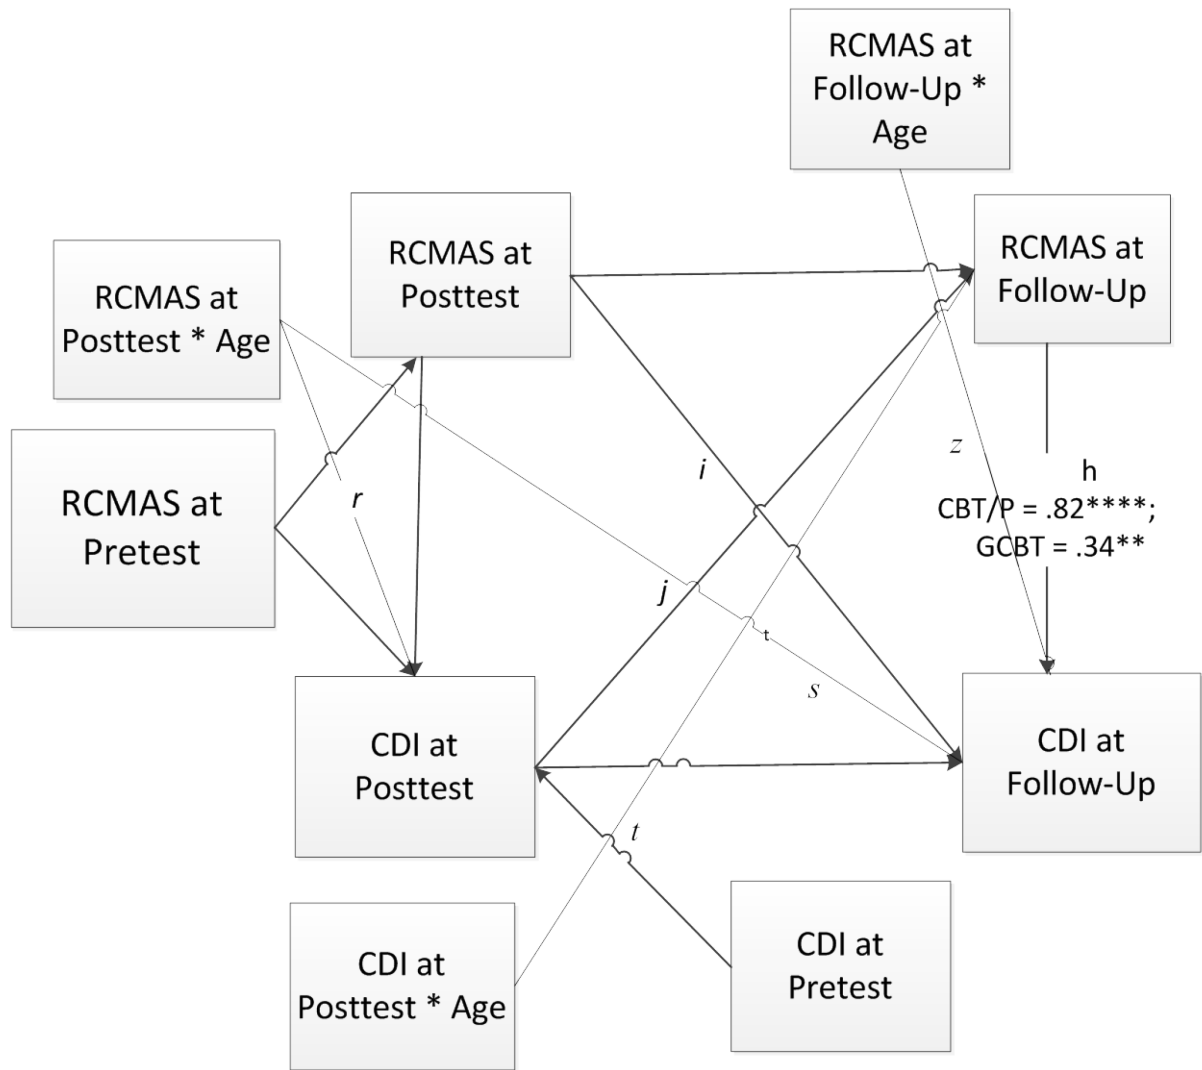 RCMAS at
Follow-Up *
Age
RCMAS at
Posttest
RCMAS at
Follow-Up
RCMAS at
Posttest * Age
RCMAS at
Pretest
r
i
j
z
h
CBT/P = .82****;
GCBT = .34**
t
s
CDI at
Posttest
CDI at
Follow-Up
t
CDI at
Posttest * Age
CDI at
Pretest